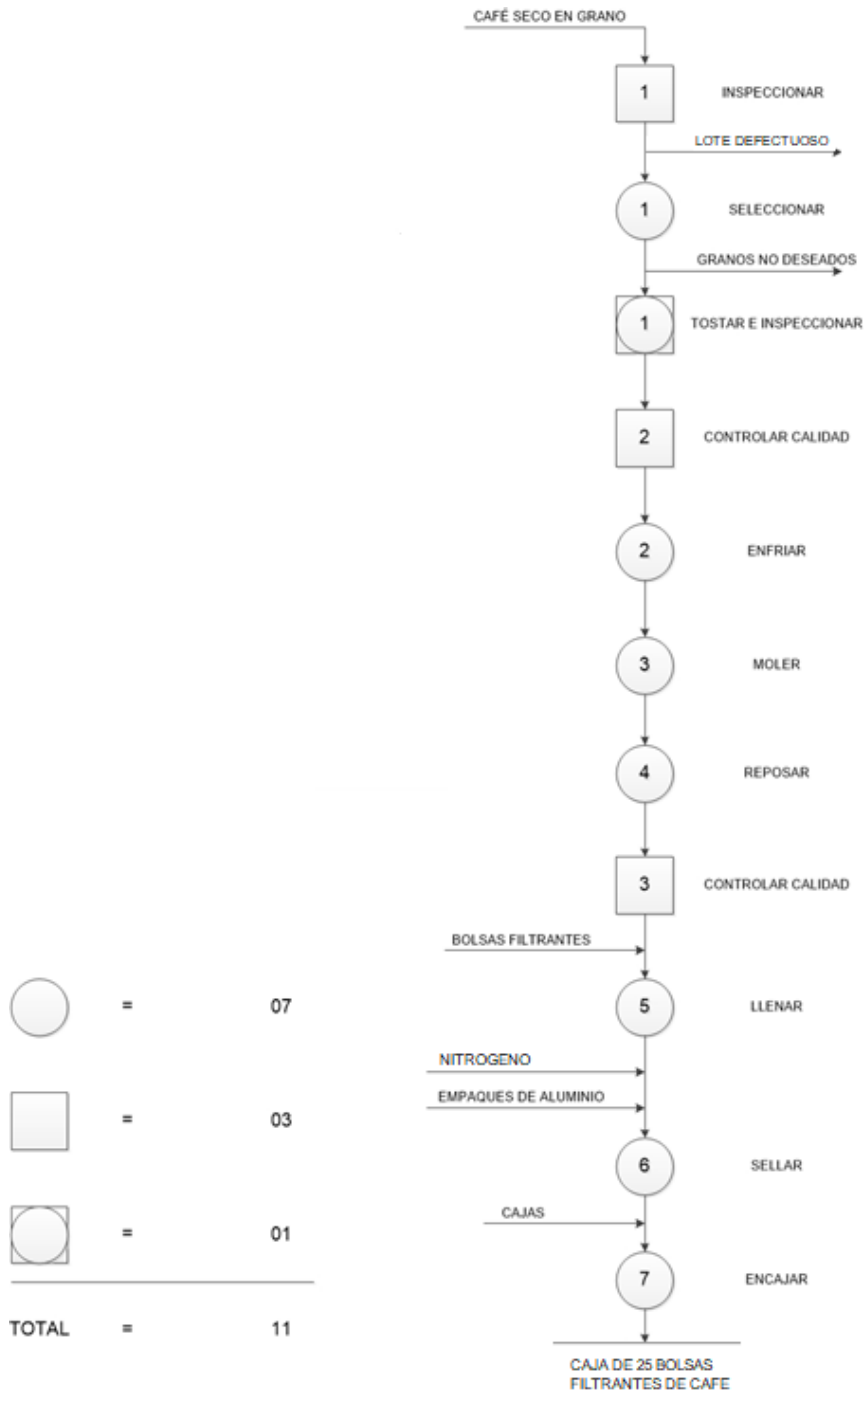 CAFÉ SECO EN GRANO
1 INSPECCIONAR
LOTE DEFECTUOSO
1 SELECCIONAR
GRANOS NO DESEADOS
1 TOSTAR E INSPECCIONAR
2 CONTROLAR CALIDAD
2 ENFRIAR
3 MOLER
4 REPOSAR
3 CONTROLAR CALIDAD
BOLSAS FILTRANTES
5 LLENAR
NITROGENO
EMPAQUES DE ALUMINIO
6 SELLAR
CAJAS
7 ENCAJAR
CAJA DE 25 BOLSAS
FILTRANTES DE CAFE
= 07
= 03
= 01
TOTAL = 11